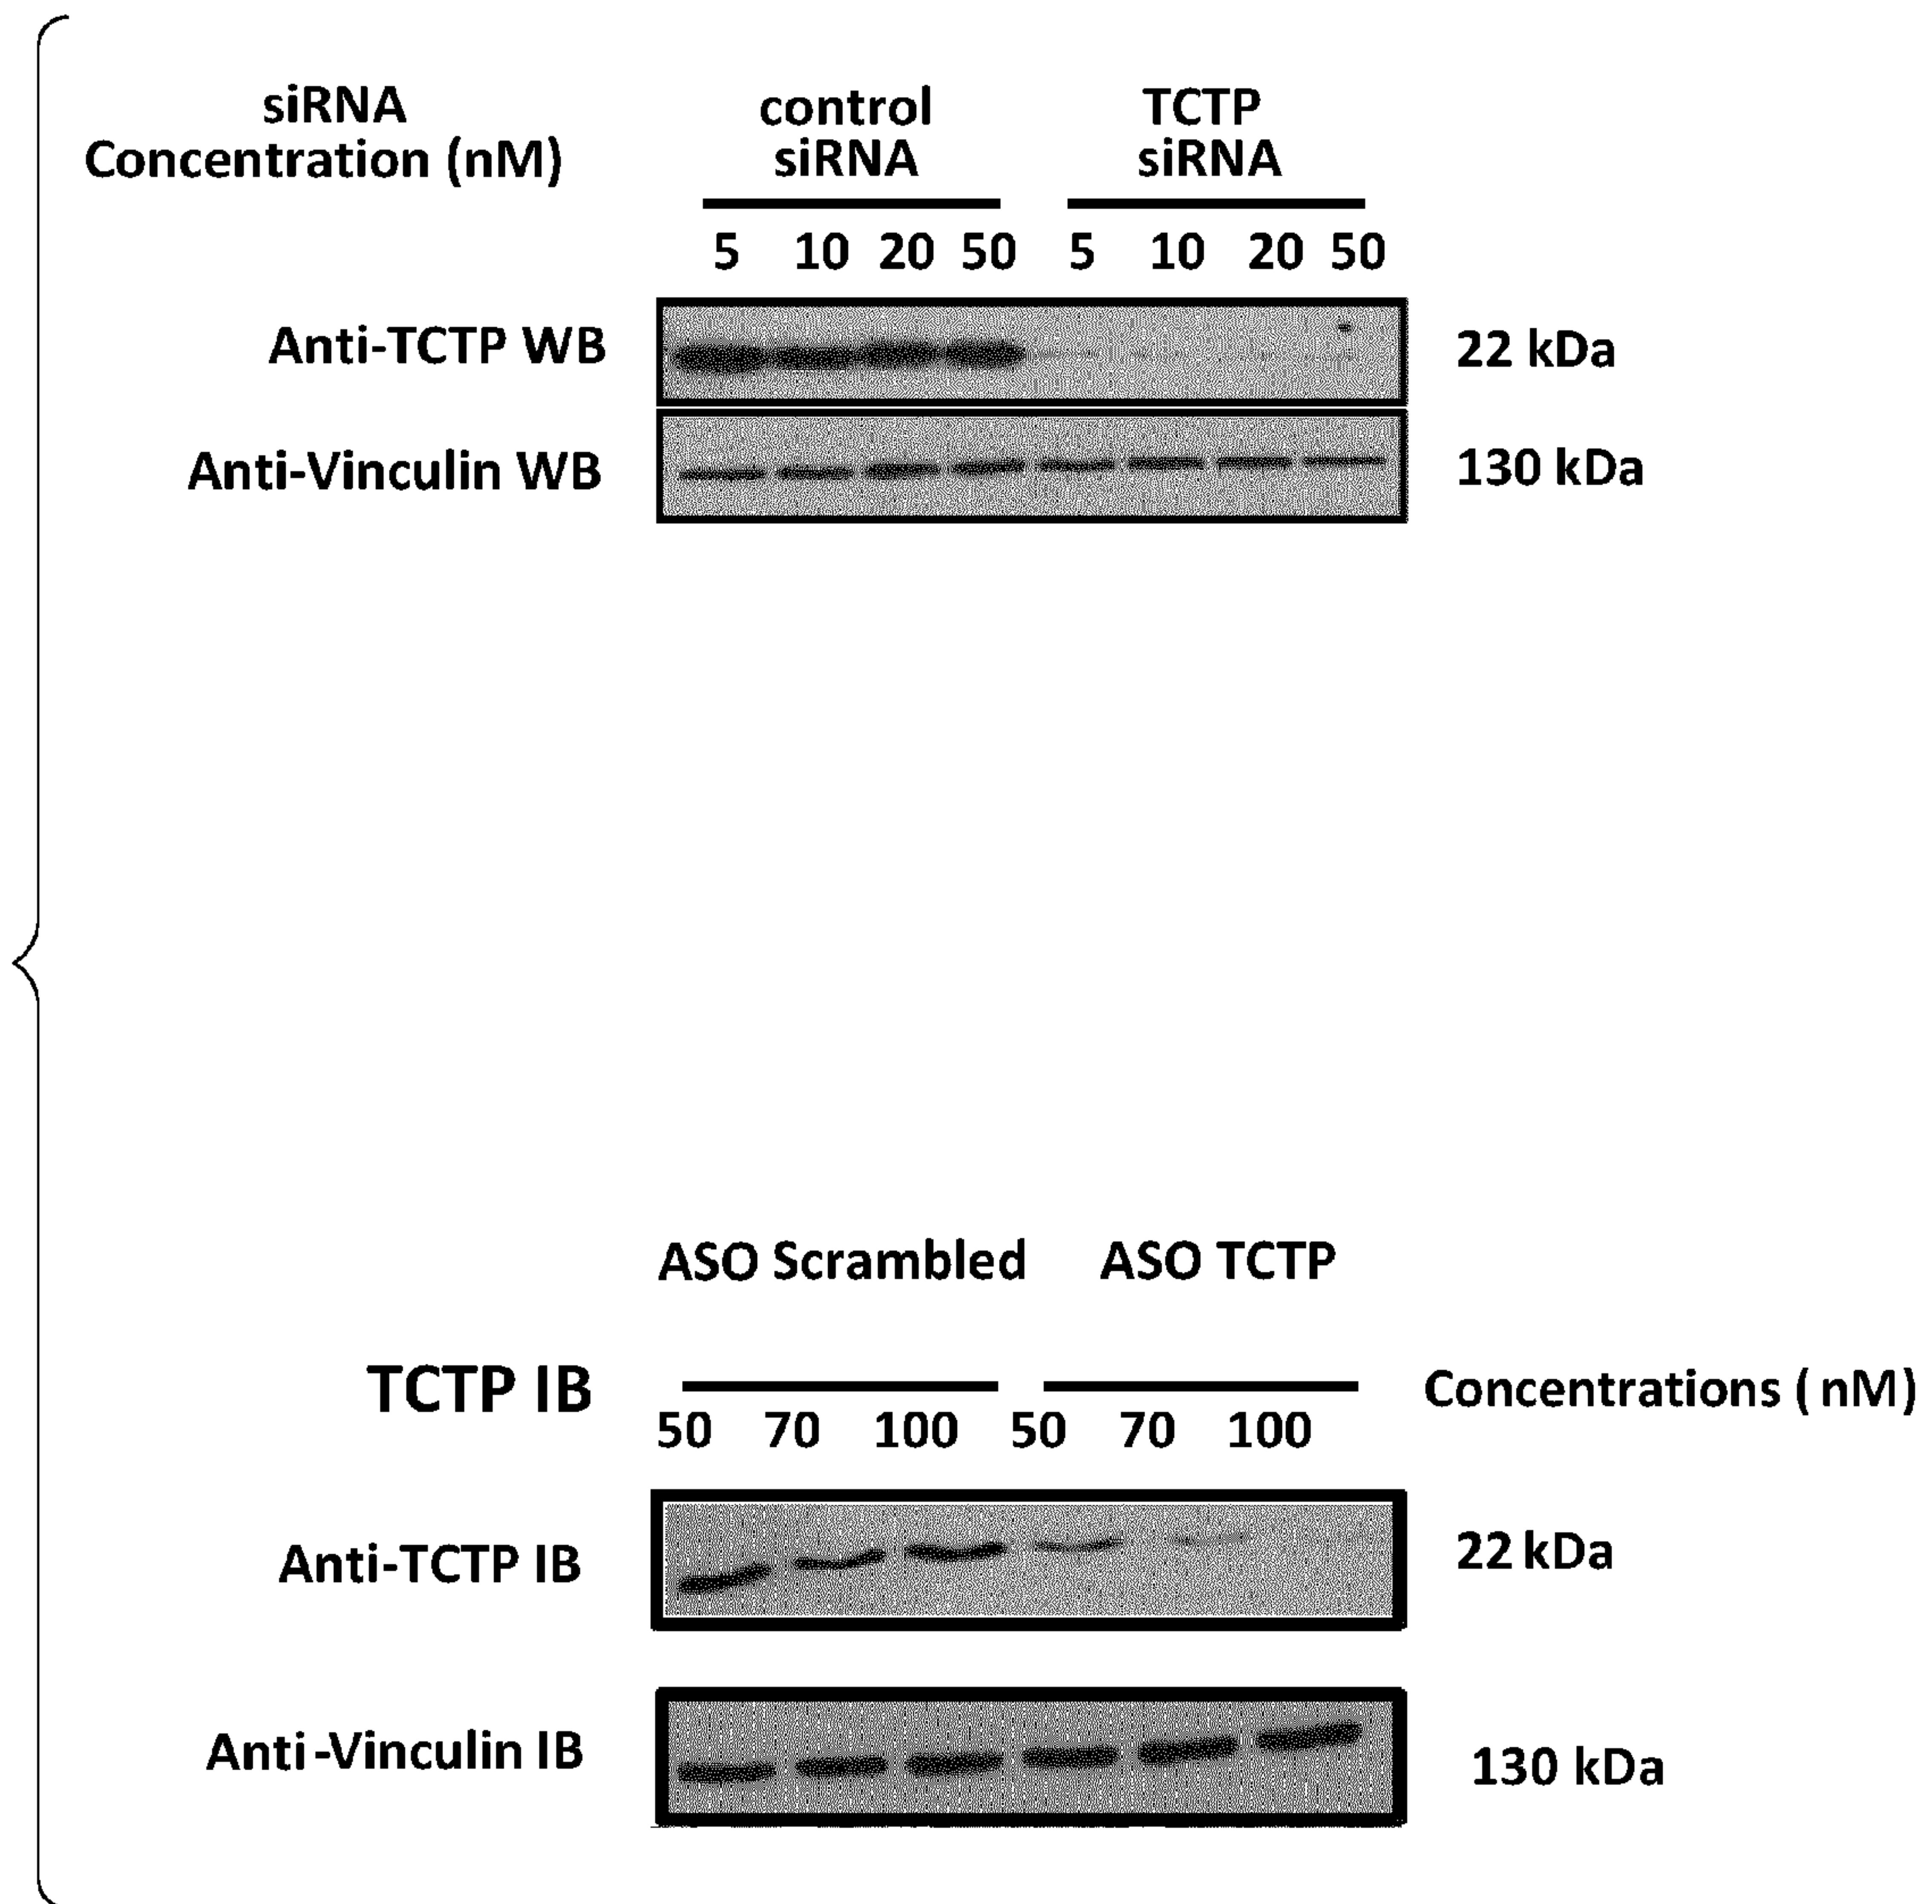 siRNA
Concentration (nM)
control
siRNA
TCTP
siRNA
5 10 20 50 5 10 20 50
Anti-TCTP WB
22 kDa
Anti-Vinculin WB
130 kDa
ASO Scrambled
ASO TCTP
TCTP IB
Concentrations ( nM)
50 70 100 50 70 100
Anti-TCTP IB
22 kDa
Anti-Vinculin IB
130 kDa